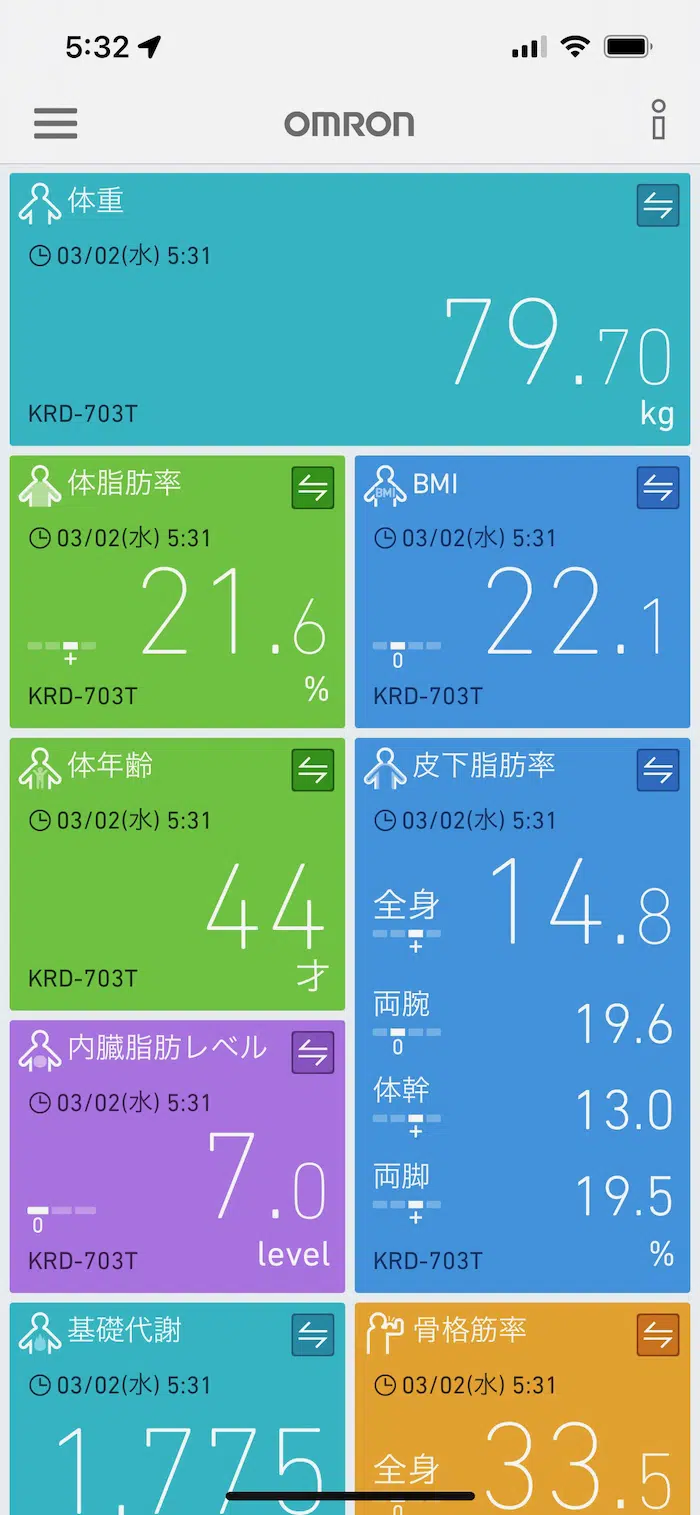 5:32
OMRON
体重
03/02(水) 5:31
79.70
KRD-703T
kg
体脂肪率
03/02(水) 5:31
21.6
+
KRD-703T
%
BMI
BMI
03/02(水) 5:31
22.1
0
KRD-703T
体年齢
03/02(水) 5:31
44
KRD-703T
才
皮下脂肪率
03/02(水) 5:31
全身
14.8
+
両腕
19.6
0
体幹
13.0
+
両脚
19.5
+
KRD-703T
%
内臓脂肪レベル
03/02(水) 5:31
7.0
0
KRD-703T
level
基礎代謝
03/02(水) 5:31
1,775
骨格筋率
03/02(水) 5:31
全身
33.5
0